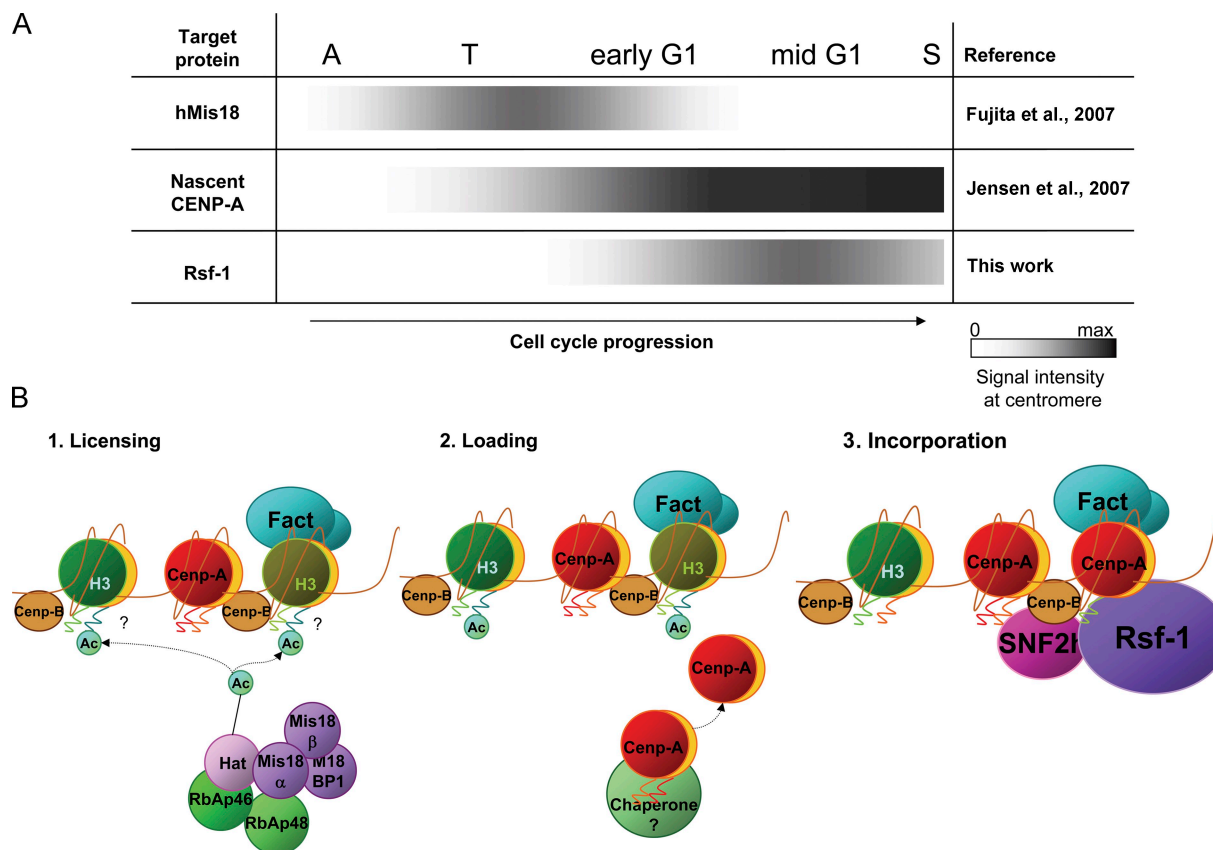 A
Target
protein
A T early G1 mid G1 S
Reference
hMis18
Fujita et al., 2007
Nascent
CENP-A
Jensen et al., 2007
Rsf-1
This work
Cell cycle progression
0 max
Signal intensity
at centromere
B
1. Licensing
Fact
H3
Cenp-A
H3
Cenp-B
Cenp-B
?
?
Ac
Ac
Ac
Mis18
β
Hat
Mis18
α
M18
BP1
RbAp46
RbAp48
2. Loading
Fact
H3
Cenp-A
H3
Cenp-B
Cenp-B
Ac
Ac
Cenp-A
Cenp-A
Chaperone
?
3. Incorporation
Fact
H3
Cenp-A
Cenp-A
Cenp-B
Cenp-B
SNF2h
Rsf-1